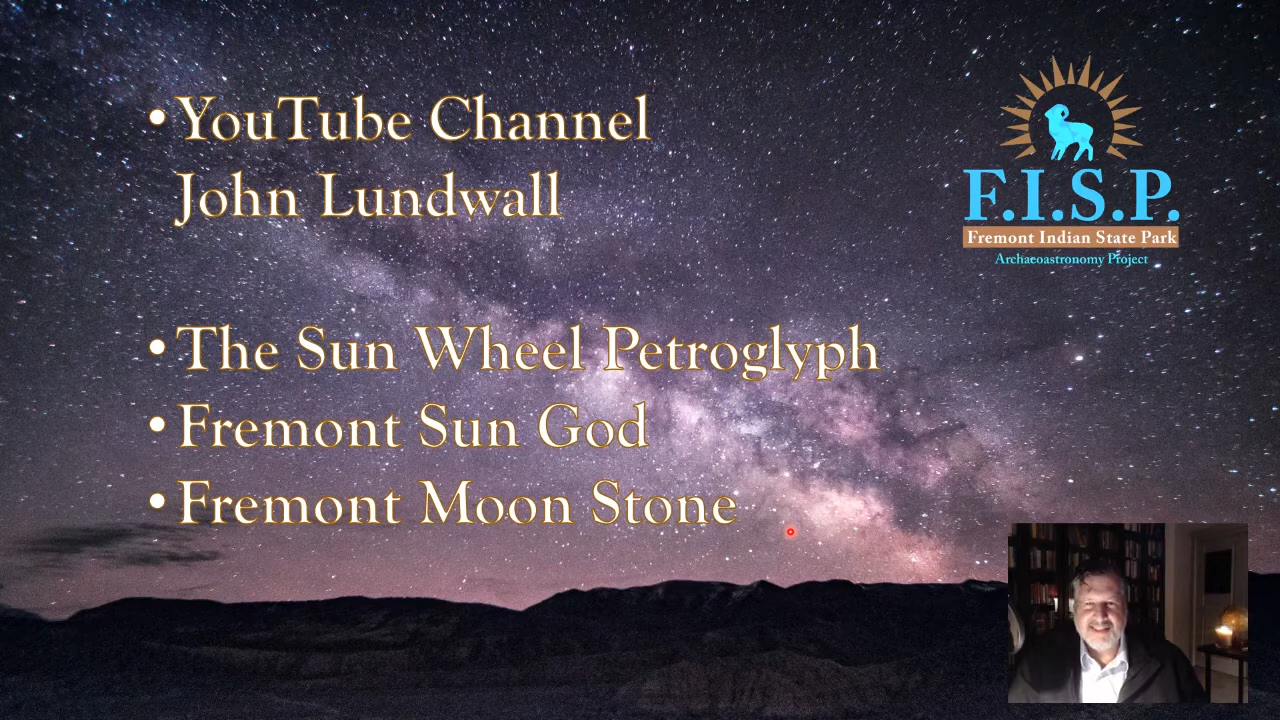 • YouTube Channel
John Lundwall
• The Sun Wheel Petroglyph
• Fremont Sun God
• Fremont Moon Stone
F.I.S.P.
Fremont Indian State Park
Archaeoastronomy Project